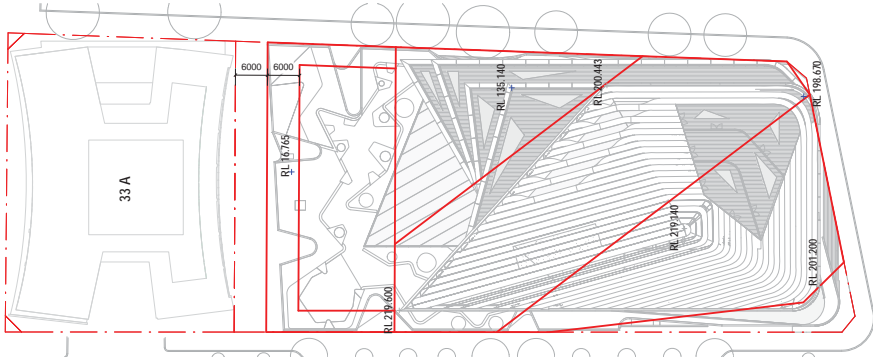 6000
6000
RL 135.140
RL 200.443
RL 198.670
RL 16.765
33 A
RL 219.140
RL 201.200
RL 219.600